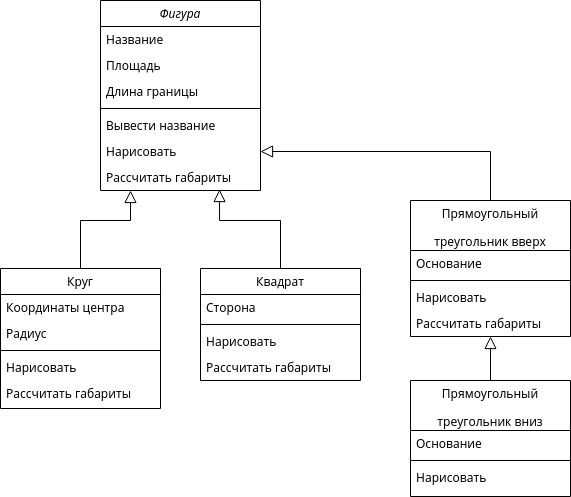 Фигура
Название
Площадь
Длина границы
Вывести название
Нарисовать
Рассчитать габариты
Круг
Координаты центра
Радиус
Нарисовать
Рассчитать габариты
Квадрат
Сторона
Нарисовать
Рассчитать габариты
Прямоугольный
треугольник вверх
Основание
Нарисовать
Рассчитать габариты
Прямоугольный
треугольник вниз
Основание
Нарисовать